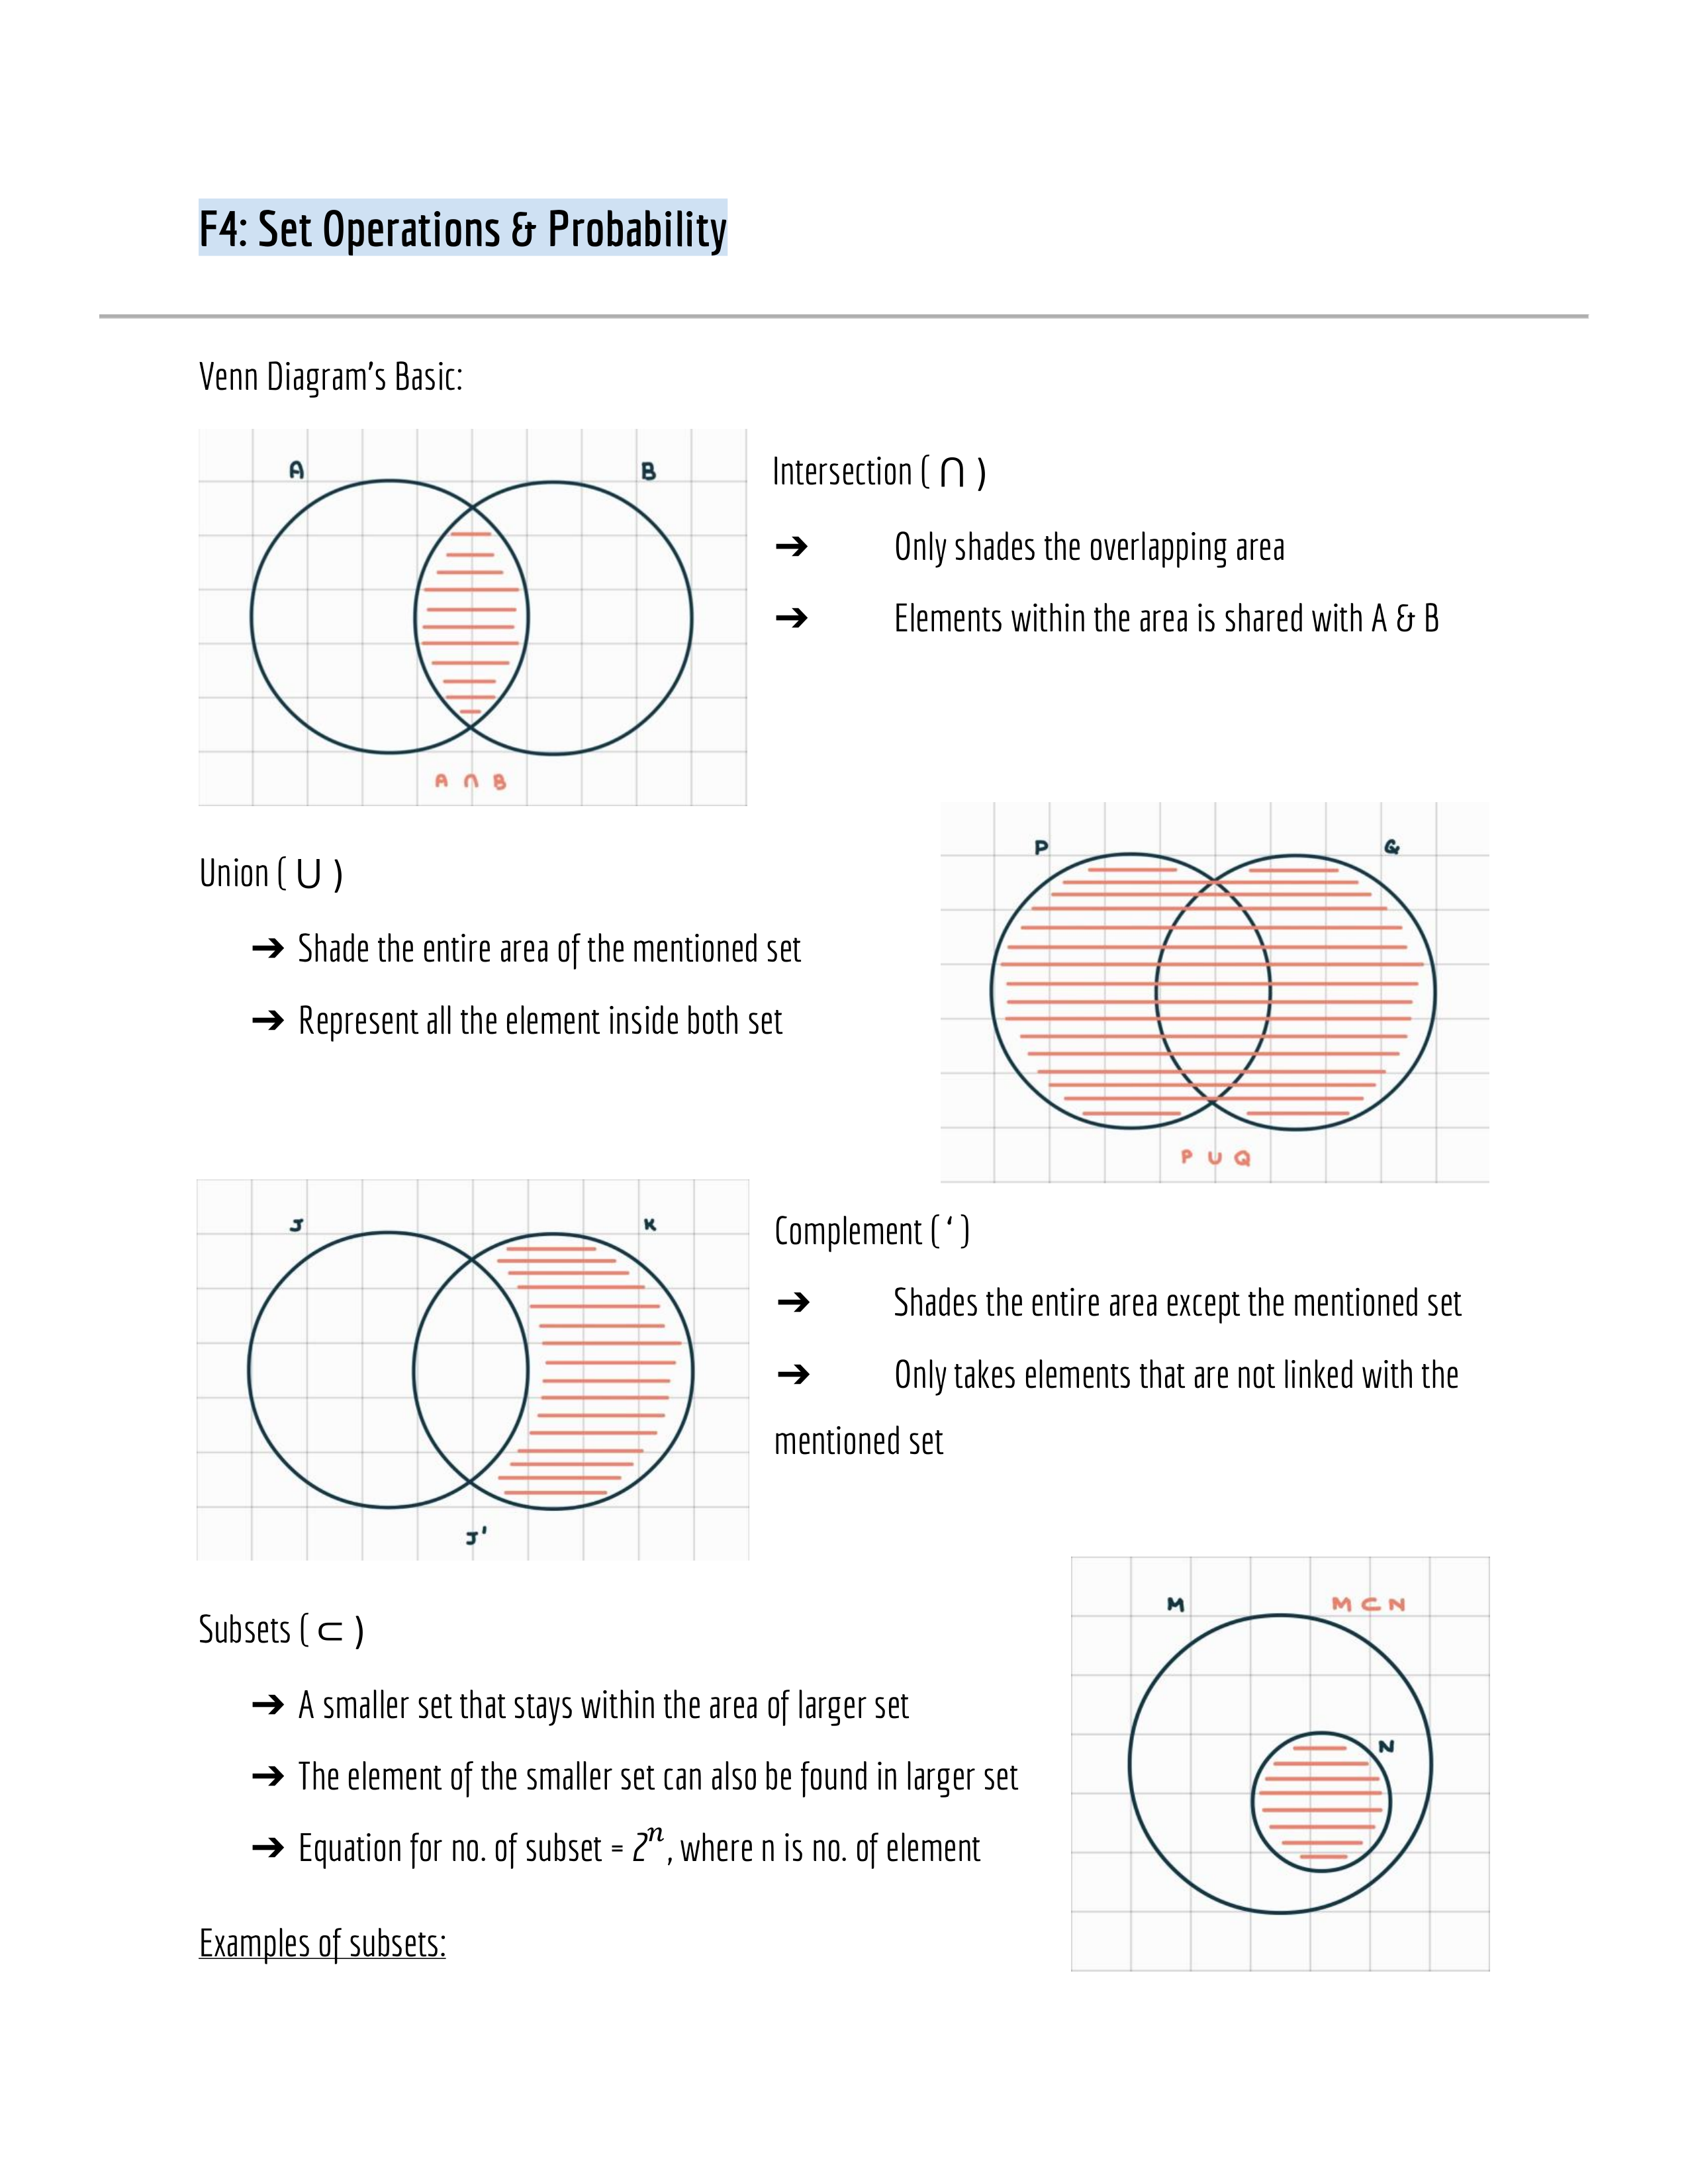 F4: Set Operations & Probability
Venn Diagram's Basic:
A B
A ∩ B
Intersection ( ∩ )
➔ Only shades the overlapping area
➔ Elements within the area is shared with A & B
Union ( ∪ )
➔ Shade the entire area of the mentioned set
➔ Represent all the element inside both set
P Q
P ∪ Q
J K
J'
Complement ( ‘ )
➔ Shades the entire area except the mentioned set
➔ Only takes elements that are not linked with the
mentioned set
Subsets ( ⊂ )
➔ A smaller set that stays within the area of larger set
➔ The element of the smaller set can also be found in larger set
➔ Equation for no. of subset = 2ⁿ, where n is no. of element
M M ⊂ N
N
Examples of subsets: